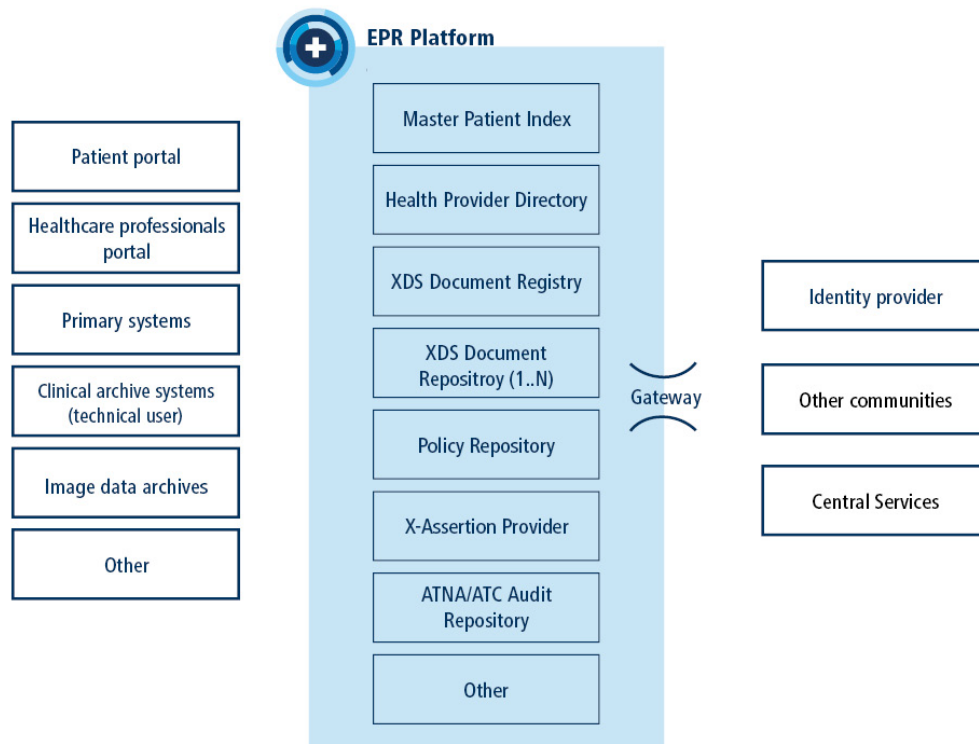 EPR Platform
Patient portal
Healthcare professionals
portal
Primary systems
Clinical archive systems
(technical user)
Image data archives
Other
Master Patient Index
Health Provider Directory
XDS Document Registry
XDS Document
Repositroy (1..N)
Policy Repository
X-Assertion Provider
ATNA/ATC Audit
Repository
Other
Gateway
Identity provider
Other communities
Central Services